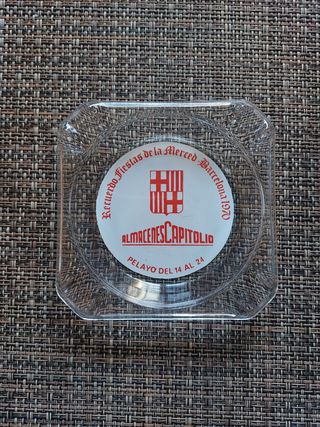 Recuerdo Fiestas de la Merced-Barcelona 1970
ALMACENES CAPITOLIO
PELAYO DEL 14 AL 24